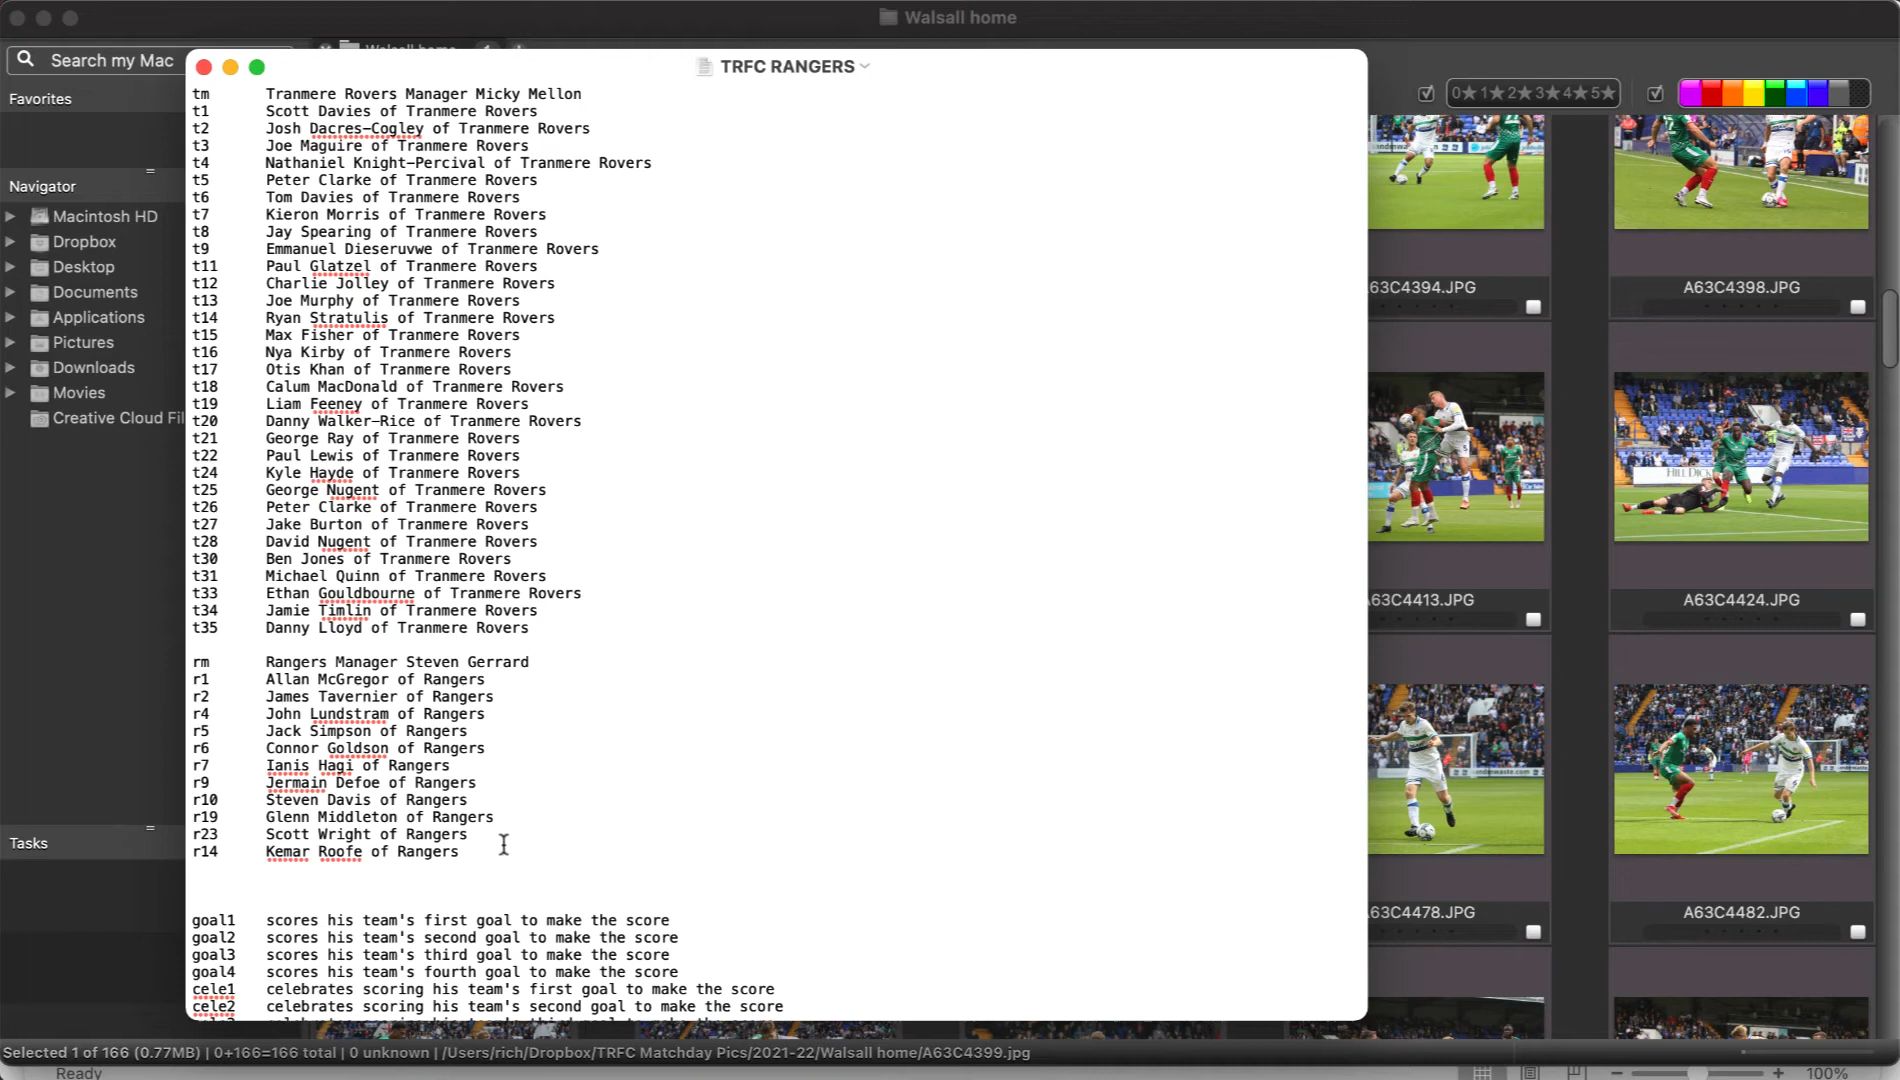 Walsall home
Search my Mac
Walsall home
TRFC RANGERS
0★1★2★3★4★5★
Favorites
Navigator
Macintosh HD
Dropbox
Desktop
Documents
Applications
Pictures
Downloads
Movies
Creative Cloud Fil
Tasks
tm Tranmere Rovers Manager Micky Mellon
t1 Scott Davies of Tranmere Rovers
t2 Josh Dacres-Cogley of Tranmere Rovers
t3 Joe Maguire of Tranmere Rovers
t4 Nathaniel Knight-Percival of Tranmere Rovers
t5 Peter Clarke of Tranmere Rovers
t6 Tom Davies of Tranmere Rovers
t7 Kieron Morris of Tranmere Rovers
t8 Jay Spearing of Tranmere Rovers
t9 Emmanuel Dieseruvwe of Tranmere Rovers
t11 Paul Glatzel of Tranmere Rovers
t12 Charlie Jolley of Tranmere Rovers
t13 Joe Murphy of Tranmere Rovers
t14 Ryan Stratulis of Tranmere Rovers
t15 Max Fisher of Tranmere Rovers
t16 Nya Kirby of Tranmere Rovers
t17 Otis Khan of Tranmere Rovers
t18 Calum MacDonald of Tranmere Rovers
t19 Liam Feeney of Tranmere Rovers
t20 Danny Walker-Rice of Tranmere Rovers
t21 George Ray of Tranmere Rovers
t22 Paul Lewis of Tranmere Rovers
t24 Kyle Hayde of Tranmere Rovers
t25 George Nugent of Tranmere Rovers
t26 Peter Clarke of Tranmere Rovers
t27 Jake Burton of Tranmere Rovers
t28 David Nugent of Tranmere Rovers
t30 Ben Jones of Tranmere Rovers
t31 Michael Quinn of Tranmere Rovers
t33 Ethan Gouldbourne of Tranmere Rovers
t34 Jamie Timlin of Tranmere Rovers
t35 Danny Lloyd of Tranmere Rovers
rm Rangers Manager Steven Gerrard
r1 Allan McGregor of Rangers
r2 James Tavernier of Rangers
r4 John Lundstram of Rangers
r5 Jack Simpson of Rangers
r6 Connor Goldson of Rangers
r7 Ianis Hagi of Rangers
r9 Jermain Defoe of Rangers
r10 Steven Davis of Rangers
r19 Glenn Middleton of Rangers
r23 Scott Wright of Rangers
r14 Kemar Roofe of Rangers
goal1 scores his team's first goal to make the score
goal2 scores his team's second goal to make the score
goal3 scores his team's third goal to make the score
goal4 scores his team's fourth goal to make the score
cele1 celebrates scoring his team's first goal to make the score
cele2 celebrates scoring his team's second goal to make the score
63C4394.JPG
A63C4398.JPG
HILL DICK
63C4413.JPG
A63C4424.JPG
63C4478.JPG
A63C4482.JPG
Selected 1 of 166 (0.77MB) | 0+166=166 total | 0 unknown | /Users/rich/Dropbox/TRFC Matchday Pics/2021-22/Walsall home/A63C4399.jpg
Ready
100%